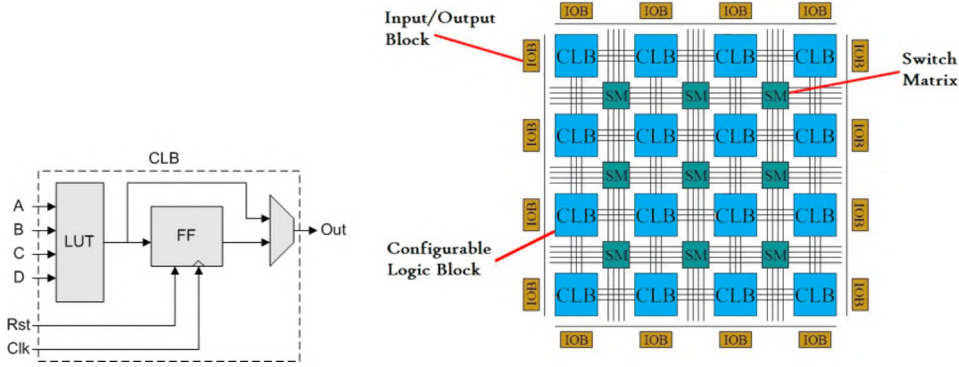 CLB
A
B
C
D
LUT
FF
Out
Rst
Clk
IOB IOB IOB IOB
Input/Output
Block
IOB CLB CLB CLB CLB IOB
Switch
Matrix
SM SM SM
IOB CLB CLB CLB CLB IOB
SM SM SM
IOB CLB CLB CLB CLB IOB
Configurable
Logic Block
SM SM SM
IOB CLB CLB CLB CLB IOB
IOB IOB IOB IOB